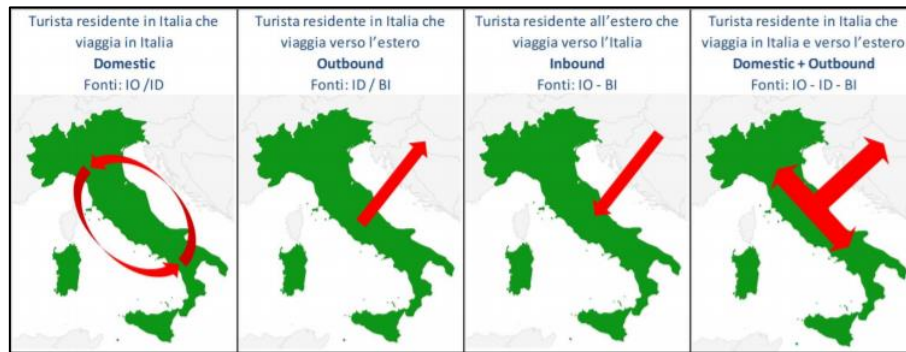 Turista residente in Italia che
viaggia in Italia
Domestic
Fonti: IO /ID
Turista residente in Italia che
viaggia verso l'estero
Outbound
Fonti: ID / BI
Turista residente all'estero che
viaggia verso l'Italia
Inbound
Fonti: IO - BI
Turista residente in Italia che
viaggia in Italia e verso l'estero
Domestic + Outbound
Fonti: IO - ID - BI